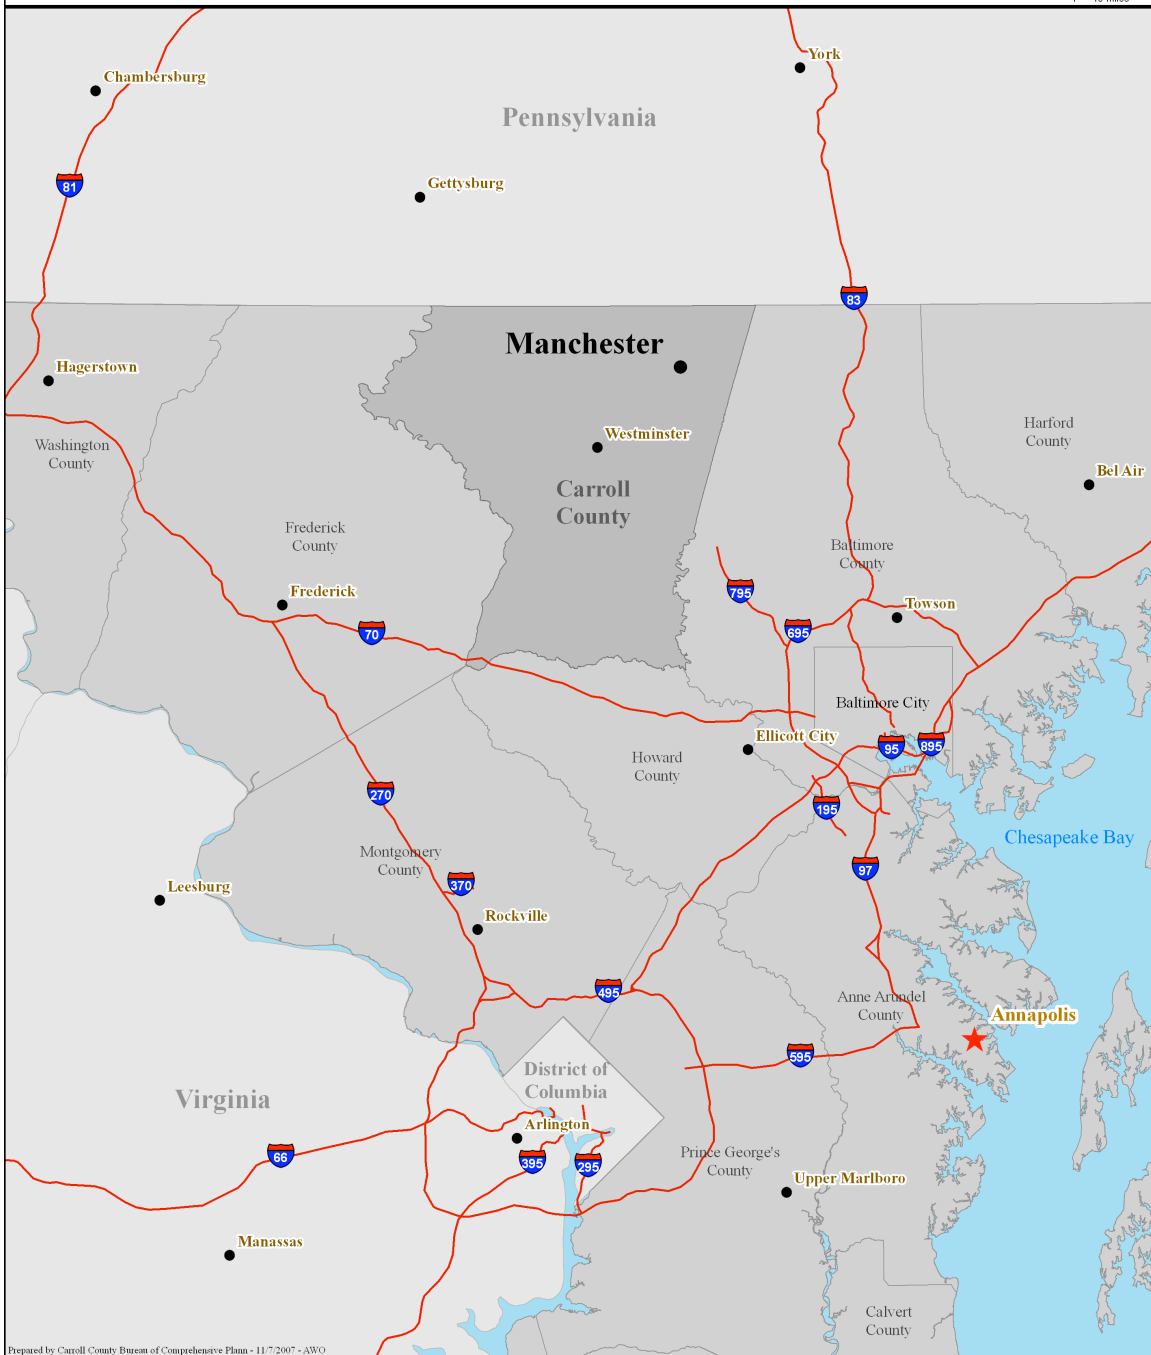 York
Chambersburg
Pennsylvania
Gettysburg
81
83
Manchester
Hagerstown
Westminster
Washington
County
Harford
County
Bel Air
Carroll
County
Frederick
County
Baltimore
County
Frederick
795
Towson
70
695
Baltimore City
Ellicott City
95
895
Howard
County
270
195
Chesapeake Bay
Montgomery
County
97
370
Leesburg
Rockville
495
Anne Arundel
County
Annapolis
595
District of
Columbia
Virginia
Arlington
66
395
295
Prince George's
County
Upper Marlboro
Manassas
Calvert
County
Prepared by Carroll County Bureau of Comprehensive Plann - 11/7/2007 - AWO